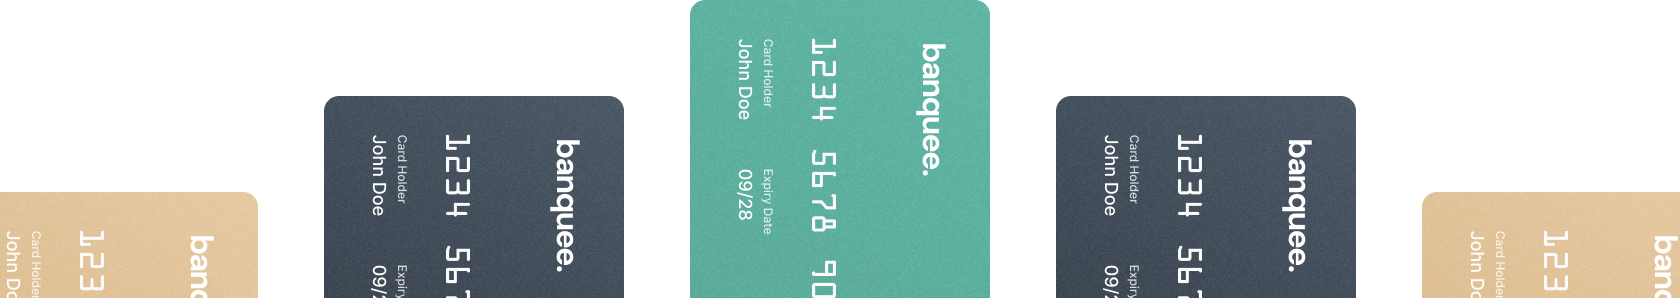 banquee.
1234 5678 90
Card Holder
Expiry Date
John Doe
09/28
banquee.
1234 567
Card Holder
Expiry
John Doe
09/2
banquee.
1234 567
Card Holder
Expiry
John Doe
09/2
banq
123
Card Holder
John Do
ban
123
Card Holder
John Do